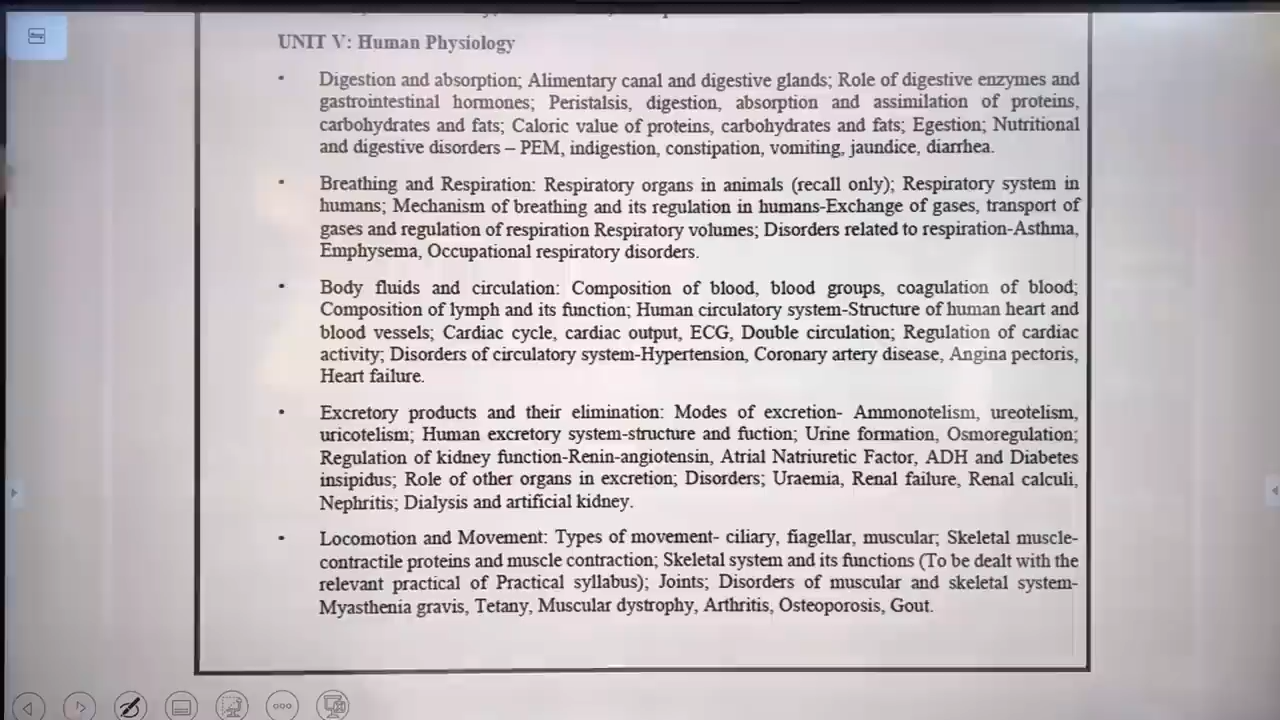 UNIT V: Human Physiology
• Digestion and absorption; Alimentary canal and digestive glands; Role of digestive enzymes and
gastrointestinal hormones; Peristalsis, digestion, absorption and assimilation of proteins,
carbohydrates and fats; Caloric value of proteins, carbohydrates and fats; Egestion; Nutritional
and digestive disorders – PEM, indigestion, constipation, vomiting, jaundice, diarrhea.
• Breathing and Respiration: Respiratory organs in animals (recall only); Respiratory system in
humans; Mechanism of breathing and its regulation in humans-Exchange of gases, transport of
gases and regulation of respiration Respiratory volumes; Disorders related to respiration-Asthma,
Emphysema, Occupational respiratory disorders.
• Body fluids and circulation: Composition of blood, blood groups, coagulation of blood;
Composition of lymph and its function; Human circulatory system-Structure of human heart and
blood vessels; Cardiac cycle, cardiac output, ECG, Double circulation; Regulation of cardiac
activity; Disorders of circulatory system-Hypertension, Coronary artery disease, Angina pectoris,
Heart failure.
• Excretory products and their elimination: Modes of excretion- Ammonotelism, ureotelism,
uricotelism; Human excretory system-structure and fuction; Urine formation, Osmoregulation;
Regulation of kidney function-Renin-angiotensin, Atrial Natriuretic Factor, ADH and Diabetes
insipidus; Role of other organs in excretion; Disorders; Uraemia, Renal failure, Renal calculi,
Nephritis; Dialysis and artificial kidney.
• Locomotion and Movement: Types of movement- ciliary, fiagellar, muscular; Skeletal muscle-
contractile proteins and muscle contraction; Skeletal system and its functions (To be dealt with the
relevant practical of Practical syllabus); Joints; Disorders of muscular and skeletal system-
Myasthenia gravis, Tetany, Muscular dystrophy, Arthritis, Osteoporosis, Gout.